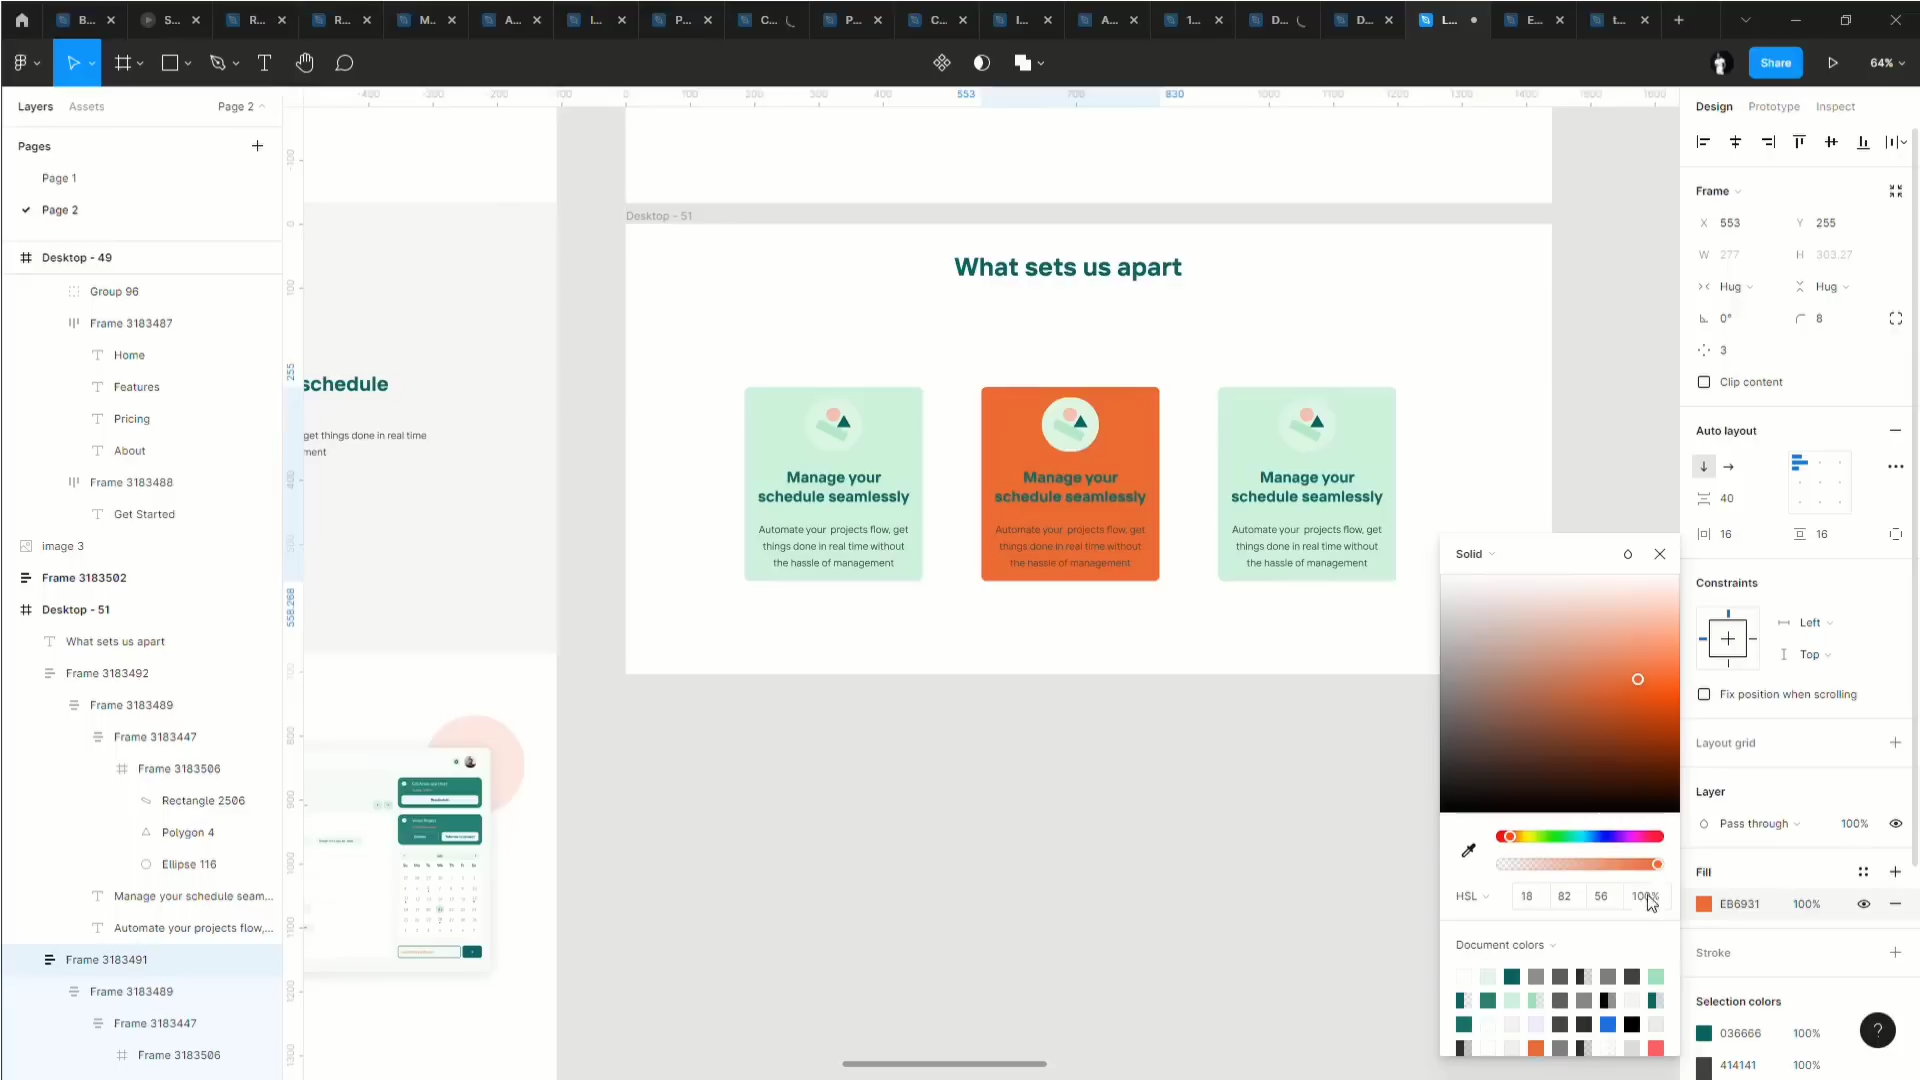 B...
S...
R...
R...
M...
A...
I...
P...
C...
P...
C...
I...
A...
1...
D...
D...
L...
E...
t...
Share
64%
Layers
Assets
Page 2
Pages
Page 1
Page 2
Desktop - 49
Group 96
Frame 3183487
Home
Features
Pricing
About
Frame 3183488
Get Started
image 3
Frame 3183502
Desktop - 51
What sets us apart
Frame 3183492
Frame 3183489
Frame 3183447
Frame 3183506
Rectangle 2506
Polygon 4
Ellipse 116
Manage your schedule seam...
Automate your projects flow,...
Frame 3183491
Frame 3183489
Frame 3183447
Frame 3183506
553
830
255
558.268
schedule
get things done in real time
ment
Desktop - 51
What sets us apart
Manage your
schedule seamlessly
Automate your projects flow, get
things done in real time without
the hassle of management
Manage your
schedule seamlessly
Automate your projects flow, get
things done in real time without
the hassle of management
Manage your
schedule seamlessly
Automate your projects flow, get
things done in real time without
the hassle of management
Solid
HSL
18
82
56
100%
Document colors
Design
Prototype
Inspect
Frame
X 553
Y 255
W 277
H 303.27
Hug
Hug
0°
8
3
Clip content
Auto layout
40
16
16
Constraints
Left
Top
Fix position when scrolling
Layout grid
Layer
Pass through
100%
Fill
EB6931
100%
Stroke
Selection colors
036666
100%
414141
100%
?